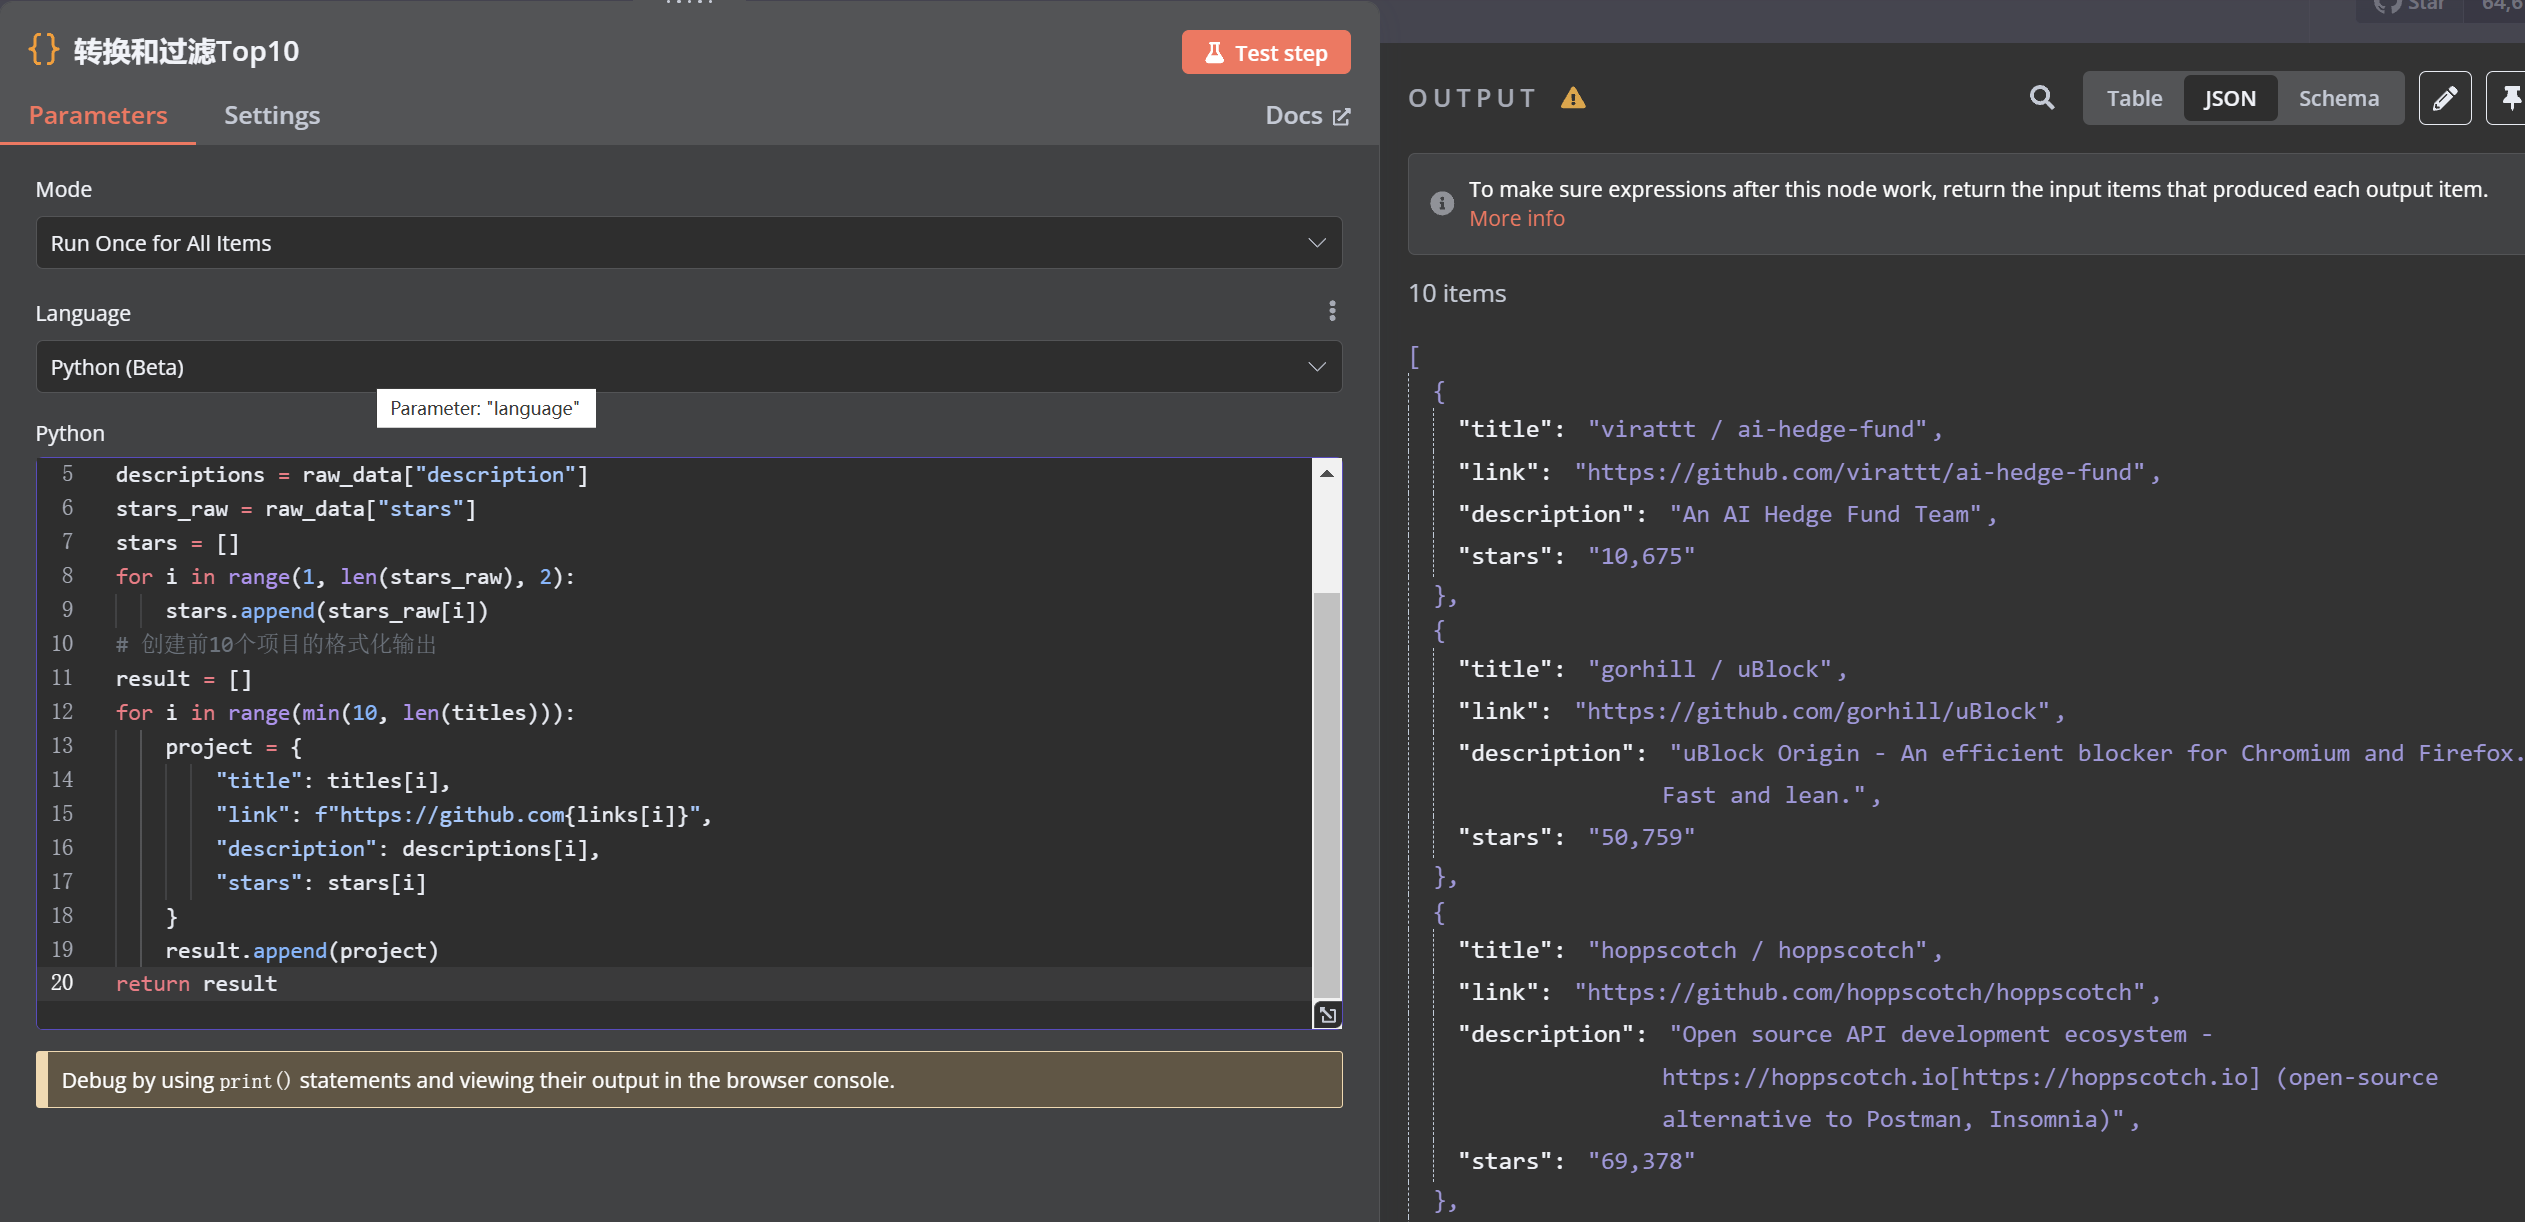 转换和过滤Top10
Test step
Parameters
Settings
Docs
Mode
Run Once for All Items
Language
Python (Beta)
Parameter: "language"
Python
5 descriptions = raw_data["description"]
6 stars_raw = raw_data["stars"]
7 stars = []
8 for i in range(1, len(stars_raw), 2):
9 stars.append(stars_raw[i])
10 # 创建前10个项目的格式化输出
11 result = []
12 for i in range(min(10, len(titles))):
13 project = {
14 "title": titles[i],
15 "link": f"https://github.com{links[i]}",
16 "description": descriptions[i],
17 "stars": stars[i]
18 }
19 result.append(project)
20 return result
Debug by using print() statements and viewing their output in the browser console.
Star
64,6
OUTPUT
Table
JSON
Schema
To make sure expressions after this node work, return the input items that produced each output item.
More info
10 items
[
{
"title": "virattt / ai-hedge-fund",
"link": "https://github.com/virattt/ai-hedge-fund",
"description": "An AI Hedge Fund Team",
"stars": "10,675"
},
{
"title": "gorhill / uBlock",
"link": "https://github.com/gorhill/uBlock",
"description": "uBlock Origin - An efficient blocker for Chromium and Firefox.
Fast and lean.",
"stars": "50,759"
},
{
"title": "hoppscotch / hoppscotch",
"link": "https://github.com/hoppscotch/hoppscotch",
"description": "Open source API development ecosystem -
https://hoppscotch.io[https://hoppscotch.io] (open-source
alternative to Postman, Insomnia)",
"stars": "69,378"
},